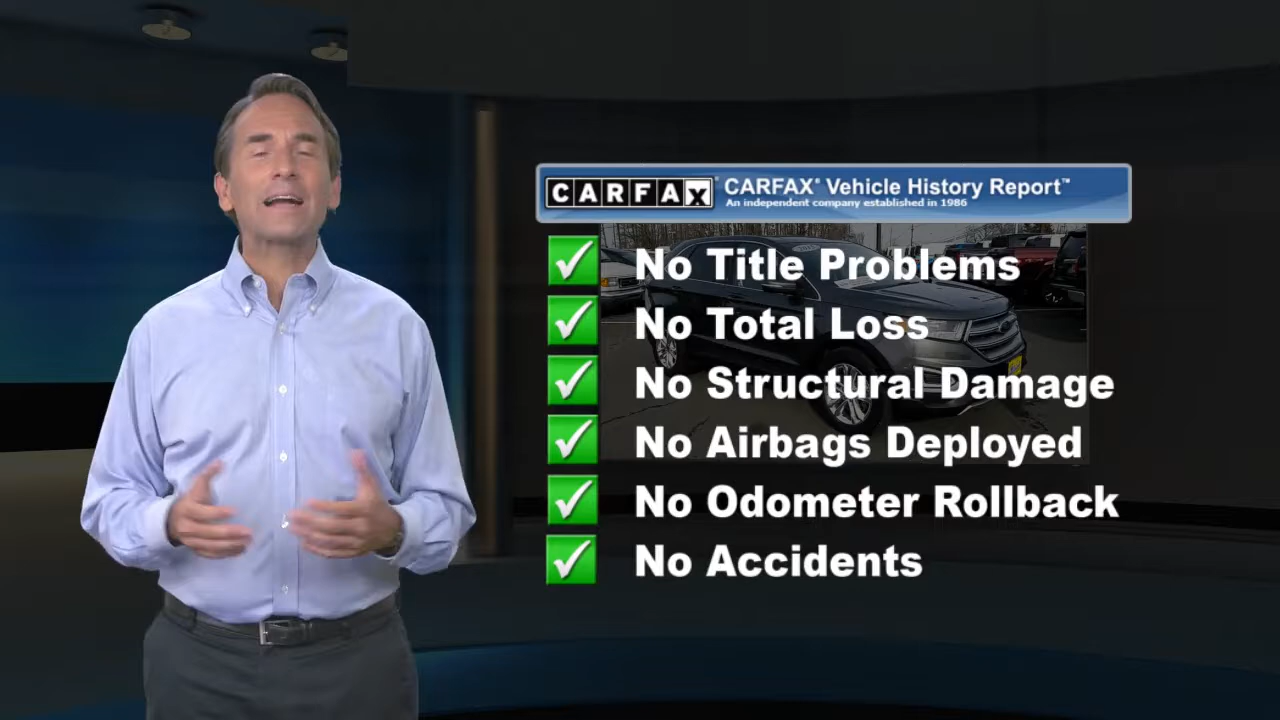 CARFAX® CARFAX® Vehicle History Report™
An independent company established in 1986
No Title Problems
No Total Loss
No Structural Damage
No Airbags Deployed
No Odometer Rollback
No Accidents